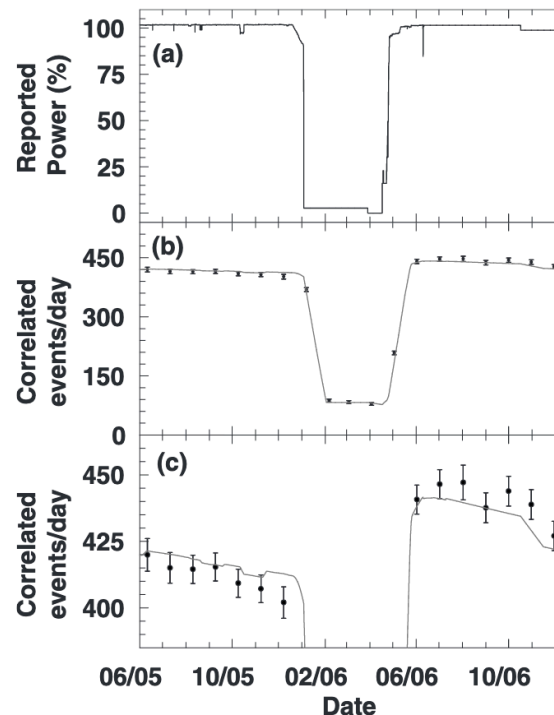 100
75
50
25
0
Reported
Power (%)
(a)
450
300
150
0
Correlated
events/day
(b)
450
425
400
Correlated
events/day
(c)
06/05 10/05 02/06 06/06 10/06
Date